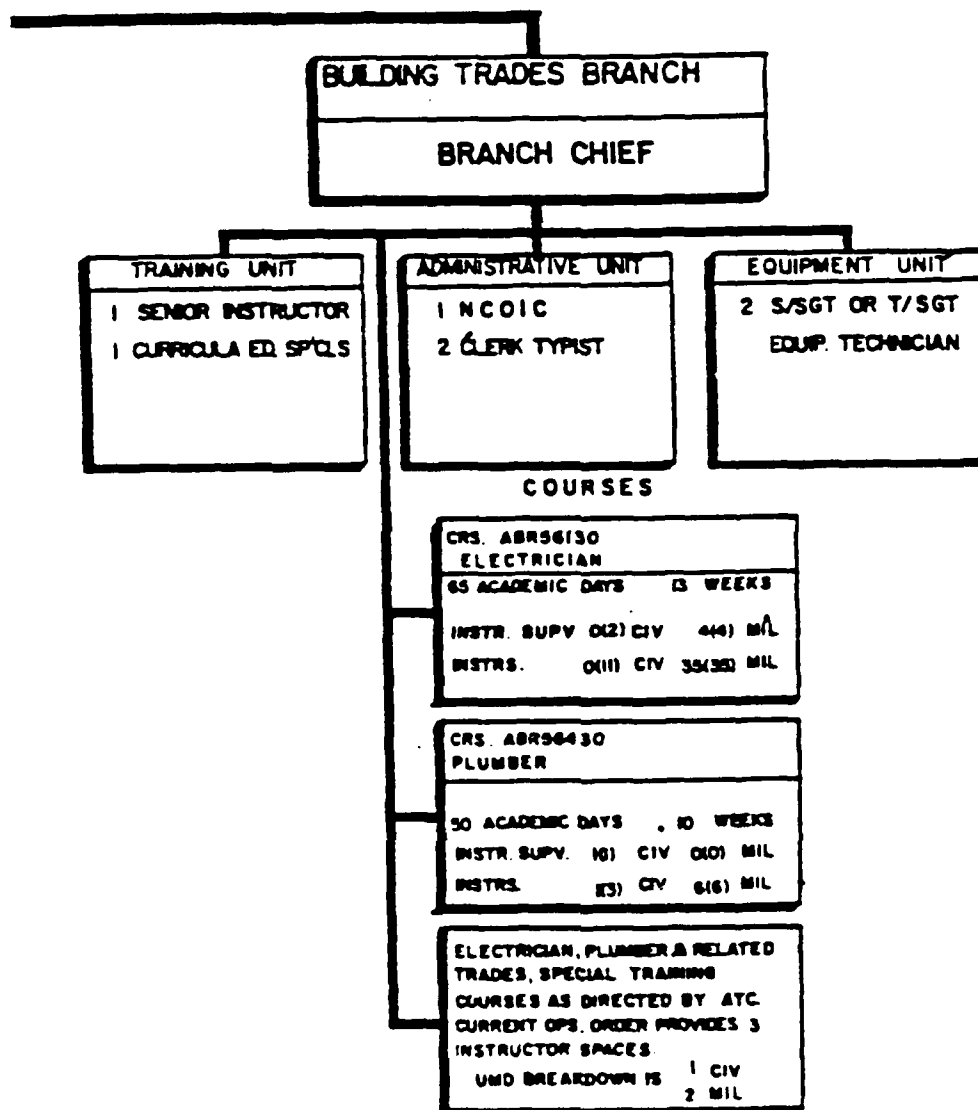 BUILDING TRADES BRANCH
BRANCH CHIEF
TRAINING UNIT
1 SENIOR INSTRUCTOR
1 CURRICULA ED. SP'CLS
ADMINISTRATIVE UNIT
1 NCOIC
2 CLERK TYPIST
EQUIPMENT UNIT
2 S/SGT OR T/SGT
EQUIP. TECHNICIAN
COURSES
CRS. ABR56130
ELECTRICIAN
65 ACADEMIC DAYS 13 WEEKS
INSTR. SUPV 0(2) CIV 4(4) MIL
INSTRS. 0(11) CIV 35(35) MIL
CRS. ABR56430
PLUMBER
50 ACADEMIC DAYS 10 WEEKS
INSTR. SUPV. CIV 0(0) MIL
INSTRS. CIV 6(6) MIL
ELECTRICIAN, PLUMBER & RELATED
TRADES, SPECIAL TRAINING
COURSES AS DIRECTED BY ATC.
CURRENT OPS. ORDER PROVIDES 3
INSTRUCTOR SPACES.
UMD BREAKDOWN IS 1 CIV
2 MIL